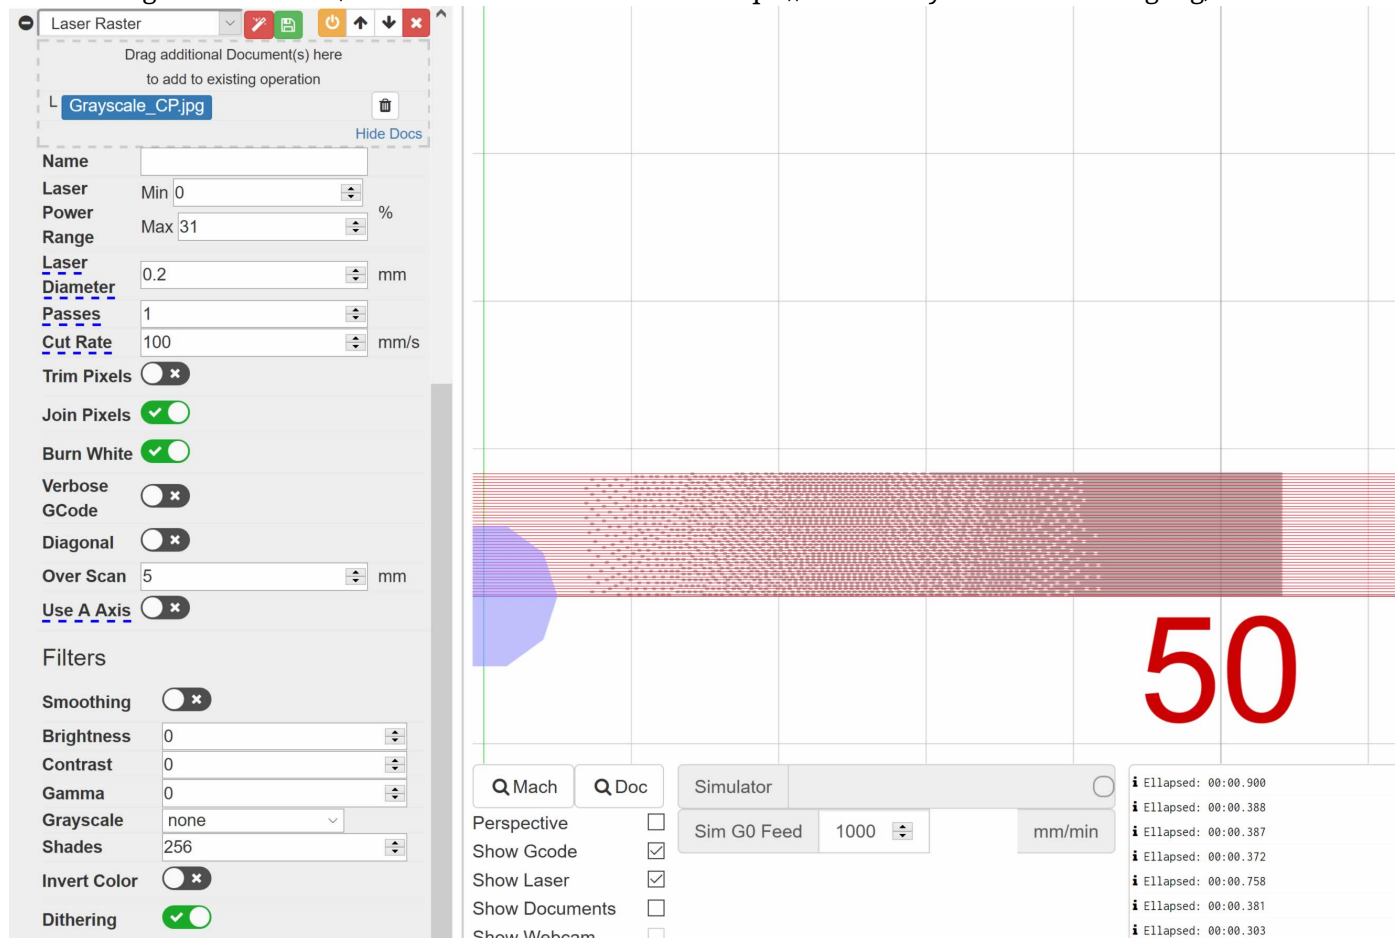 Laser Raster
Drag additional Document(s) here
to add to existing operation
Grayscale_CP.jpg
Hide Docs
Name
Laser Power Range
Min 0
Max 31
%
Laser Diameter 0.2 mm
Passes 1
Cut Rate 100 mm/s
Trim Pixels
Join Pixels
Burn White
Verbose
GCode
Diagonal
Over Scan 5 mm
Use A Axis
Filters
Smoothing
Brightness 0
Contrast 0
Gamma 0
Grayscale none
Shades 256
Invert Color
Dithering
50
Mach
Doc
Perspective
Show Gcode
Show Laser
Show Documents
Show Webcam
Simulator
Sim G0 Feed 1000 mm/min
Ellapsed: 00:00.900
Ellapsed: 00:00.388
Ellapsed: 00:00.387
Ellapsed: 00:00.372
Ellapsed: 00:00.758
Ellapsed: 00:00.381
Ellapsed: 00:00.303